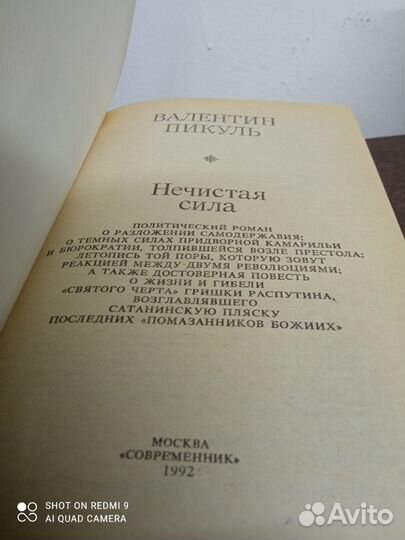 ВАЛЕНТИН
ПИКУЛЬ
Нечистая
сила
ПОЛИТИЧЕСКИЙ РОМАН
О РАЗЛОЖЕНИИ САМОДЕРЖАВИЯ;
О ТЕМНЫХ СИЛАХ ПРИДВОРНОЙ КАМАРИЛЬИ
И БЮРОКРАТИИ, ТОЛПИВШЕЙСЯ ВОЗЛЕ ПРЕСТОЛА;
ЛЕТОПИСЬ ТОЙ ПОРЫ, КОТОРУЮ ЗОВУТ
РЕАКЦИЕЙ МЕЖДУ ДВУМЯ РЕВОЛЮЦИЯМИ;
А ТАКЖЕ ДОСТОВЕРНАЯ ПОВЕСТЬ
О ЖИЗНИ И ГИБЕЛИ
«СВЯТОГО ЧЕРТА» ГРИШКИ РАСПУТИНА,
ВОЗГЛАВЛЯВШЕГО
САТАНИНСКУЮ ПЛЯСКУ
ПОСЛЕДНИХ «ПОМАЗАННИКОВ БОЖИИХ»
МОСКВА
«СОВРЕМЕННИК»
1992
SHOT ON REDMI 9
AI QUAD CAMERA
Avito